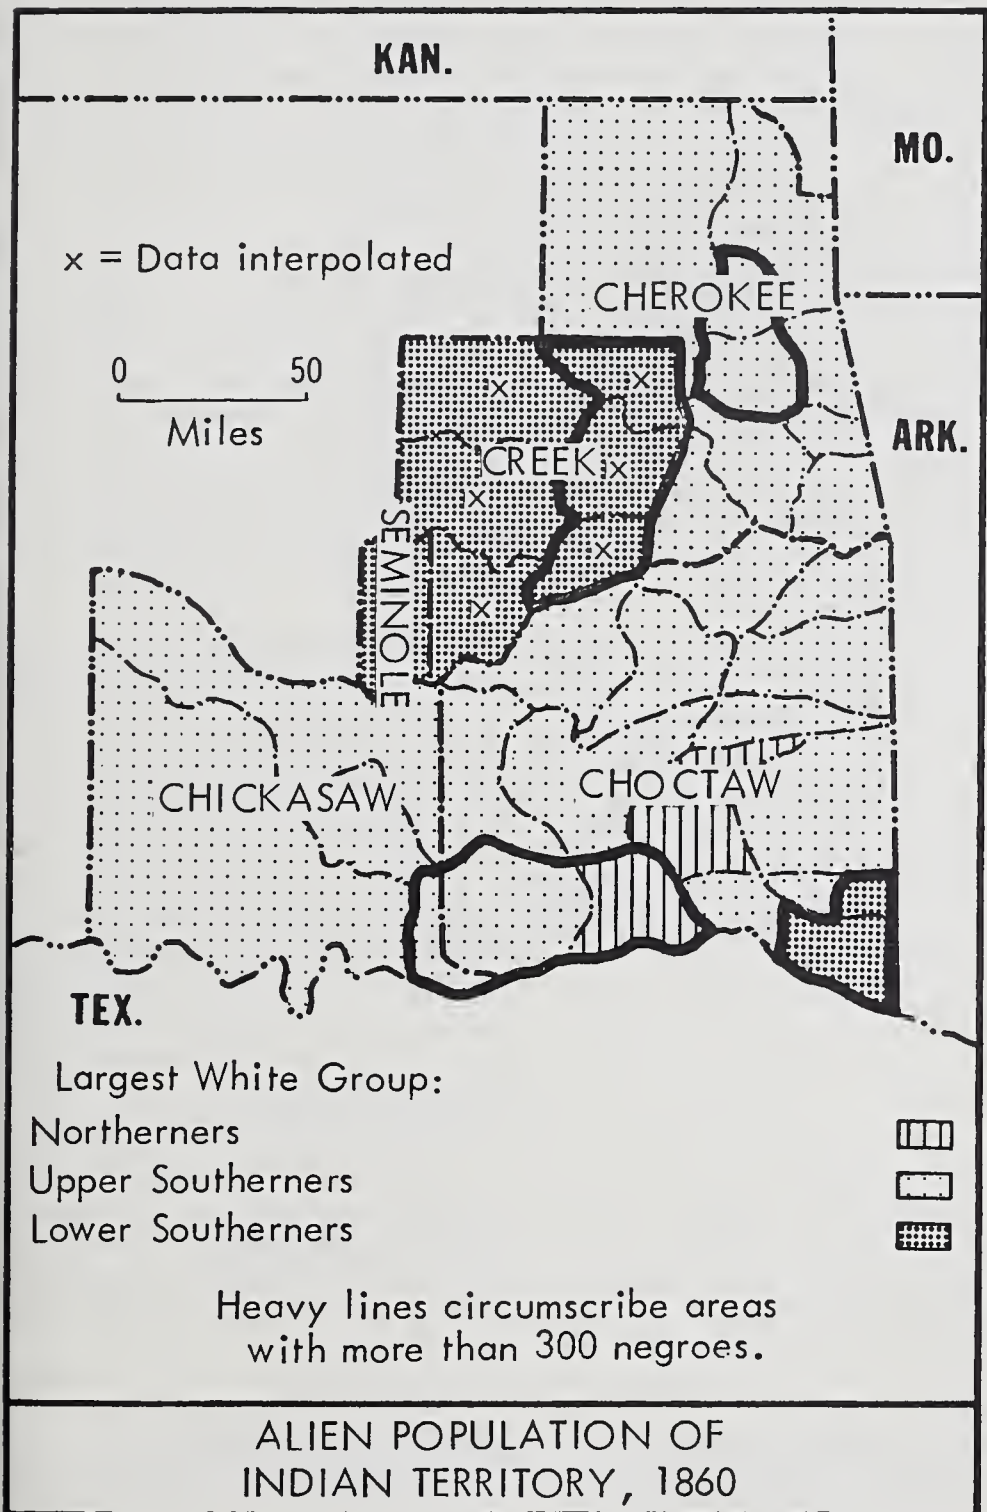 KAN.
MO.
x = Data interpolated
CHEROKEE
0 50
Miles
x
x
ARK.
CREEK
x
x
SEMINOLE
x
x
CHICKASAW
CHOCTAW
TEX.
Largest White Group:
Northerners
Upper Southerners
Lower Southerners
Heavy lines circumscribe areas
with more than 300 negroes.
ALIEN POPULATION OF
INDIAN TERRITORY, 1860